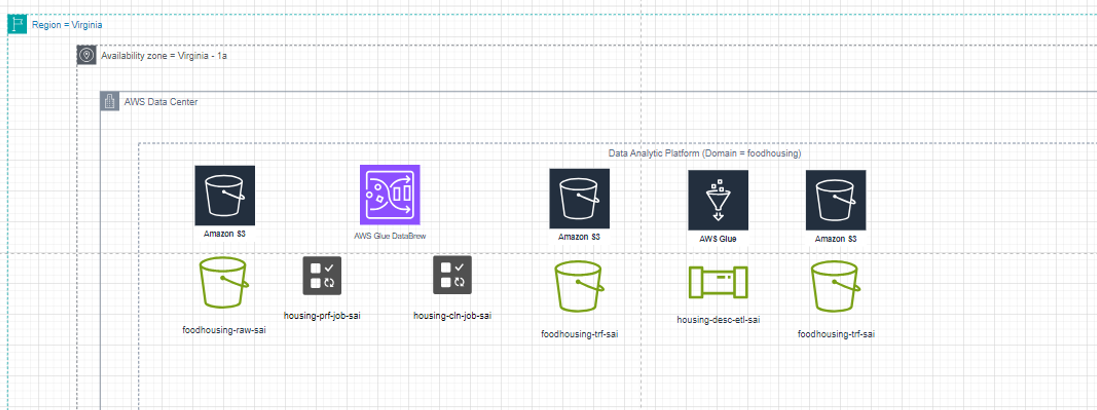 Region = Virginia
Availability zone = Virginia - 1a
AWS Data Center
Data Analytic Platform (Domain = foodhousing)
Amazon S3
AWS Glue DataBrew
Amazon S3
AWS Glue
Amazon S3
foodhousing-raw-sai
housing-prf-job-sai
housing-cln-job-sai
foodhousing-trf-sai
housing-desc-etl-sai
foodhousing-trf-sai